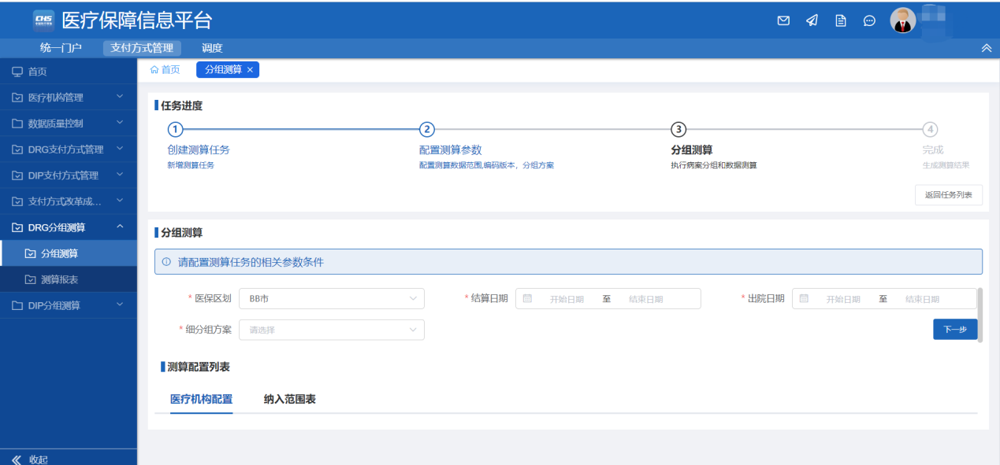 CHS 医疗保障信息平台
统一门户 支付方式管理 调度
首页
医疗机构管理
数据质量控制
DRG支付方式管理
DIP支付方式管理
支付方式改革成...
DRG分组测算
分组测算
测算报表
DIP分组测算
收起
首页 分组测算 ×
任务进度
1 2 3 4
创建测算任务 配置测算参数 分组测算 完成
新增测算任务 配置测算数据范围,编码版本，分组方案 执行病案分组和数据测算 生成测算结果
返回任务列表
分组测算
请配置测算任务的相关参数条件
* 医保区划 BB市 * 结算日期 开始日期 至 结束日期 * 出院日期 开始日期 至 结束日期
* 细分组方案 请选择 下一步
测算配置列表
医疗机构配置 纳入范围表